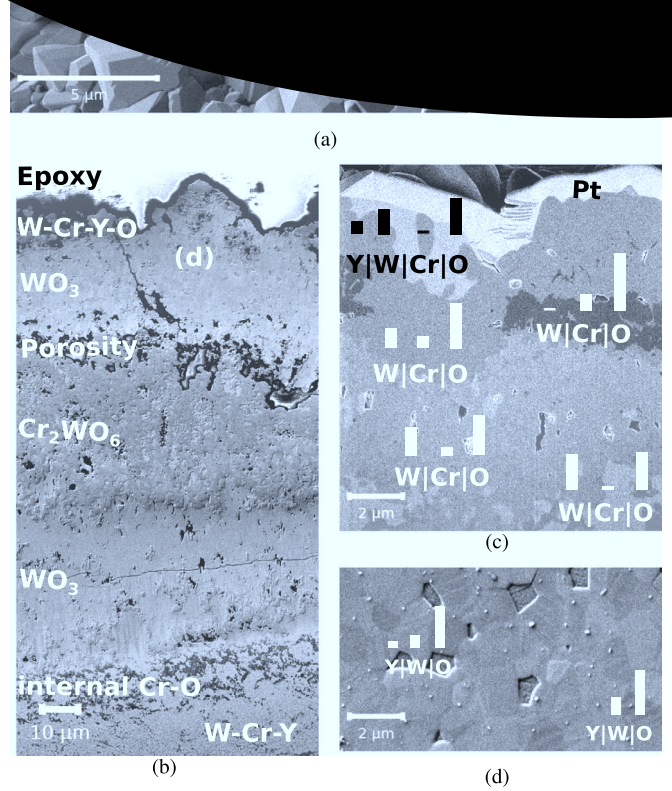 5 μm
(a)
Epoxy
W-Cr-Y-O
(d)
WO₃
Porosity
Cr₂WO₆
WO₃
internal Cr-O
10 μm
W-Cr-Y
(b)
Pt
Y|W|Cr|O
W|Cr|O
W|Cr|O
W|Cr|O
W|Cr|O
2 μm
(c)
Y|W|O
2 μm
Y|W|O
(d)